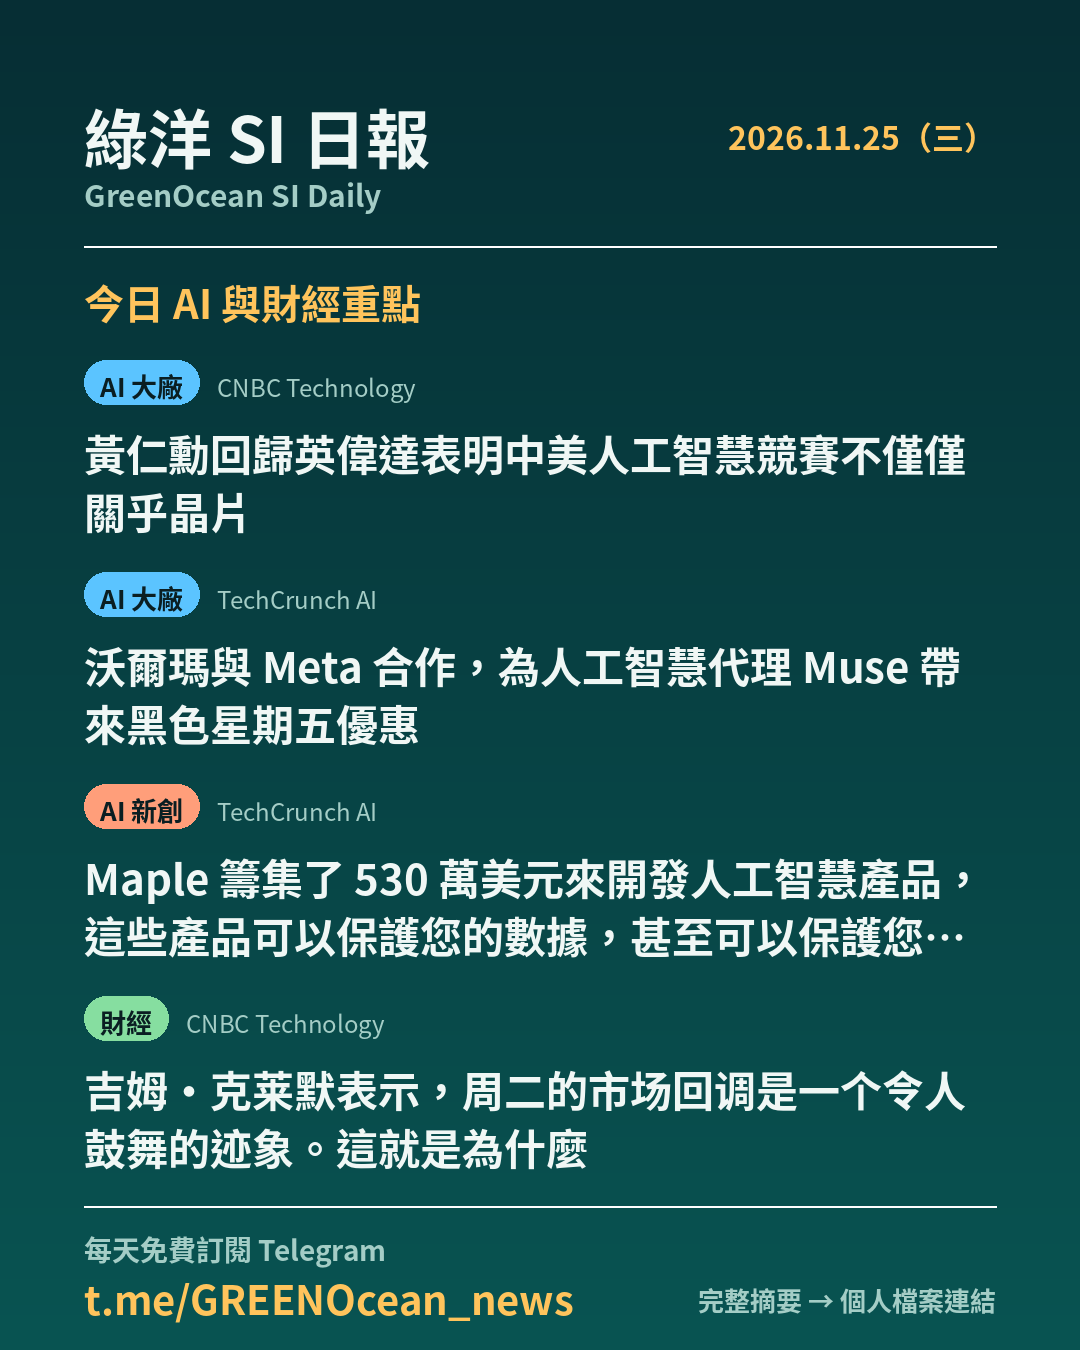 綠洋 SI 日報
2026.11.25（三）
GreenOcean SI Daily
今日 AI 與財經重點
AI 大廠 CNBC Technology
黃仁勳回歸英偉達表明中美人工智慧競賽不僅僅
關乎晶片
AI 大廠 TechCrunch AI
沃爾瑪與 Meta 合作，為人工智慧代理 Muse 帶
來黑色星期五優惠
AI 新創 TechCrunch AI
Maple 籌集了 530 萬美元來開發人工智慧產品，
這些產品可以保護您的數據，甚至可以保護您…
財經 CNBC Technology
吉姆·克莱默表示，周二的市场回调是一个令人
鼓舞的迹象。這就是為什麼
每天免費訂閱 Telegram
t.me/GREENOcean_news
完整摘要 → 個人檔案連結